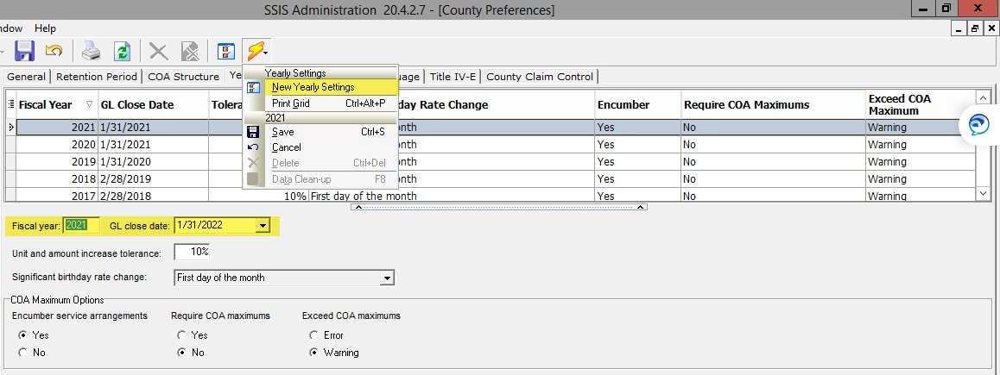 SSIS Administration 20.4.2.7 - [County Preferences]
ndow Help
General Retention Period COA Structure Ye uage Title IV-E County Claim Control
Yearly Settings
New Yearly Settings
Print Grid Ctrl+Alt+P
2021
Save Ctrl+S
Cancel
Delete Ctrl+Del
Data Clean-up F8
Fiscal Year GL Close Date Tolera day Rate Change Encumber Require COA Maximums Exceed COA Maximum
2021 1/31/2021 onth Yes No Warning
2020 1/31/2021 onth Yes No Warning
2019 1/31/2020 onth Yes No Warning
2018 2/28/2019 onth Yes No Warning
2017 2/28/2018 10% First day of the month Yes No Warning
Fiscal year: 2021 GL close date: 1/31/2022
Unit and amount increase tolerance: 10%
Significant birthday rate change: First day of the month
COA Maximum Options
Encumber service arrangements Require COA maximums Exceed COA maximums
Yes Yes Error
No No Warning